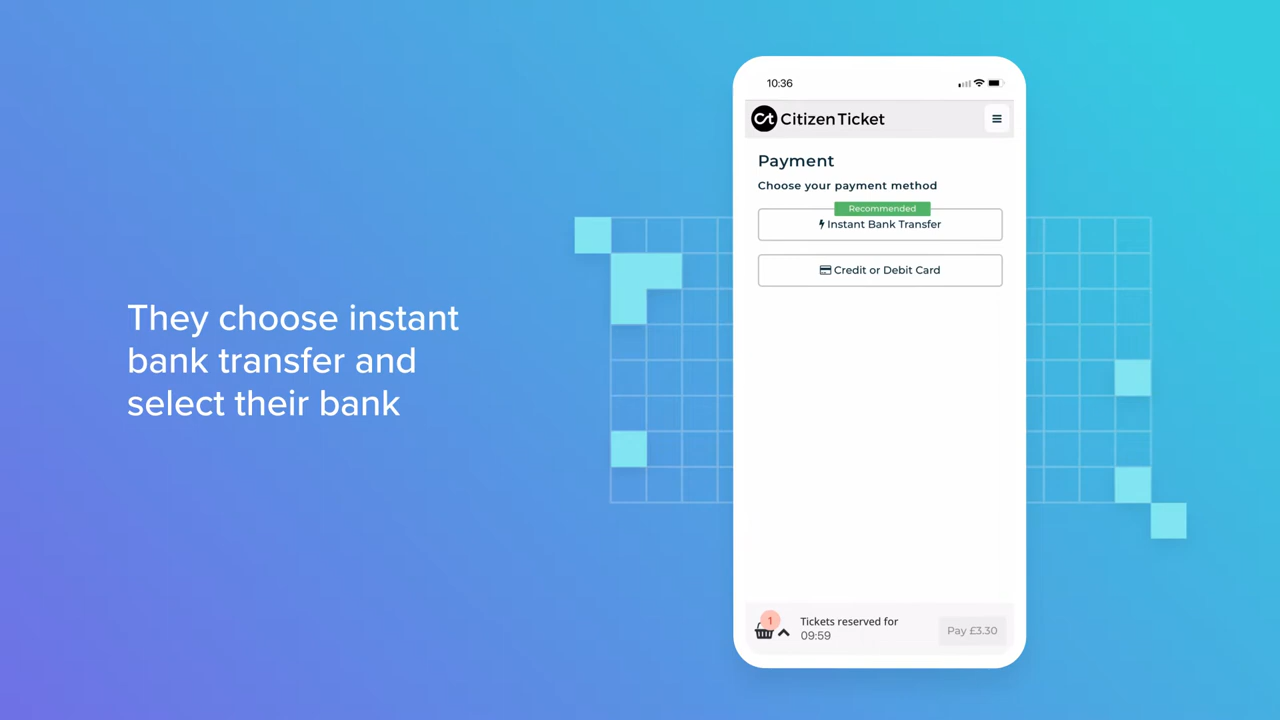 They choose instant
bank transfer and
select their bank
10:36
Ct Citizen Ticket
Payment
Choose your payment method
Recommended
Instant Bank Transfer
Credit or Debit Card
1
Tickets reserved for
09:59
Pay £3.30